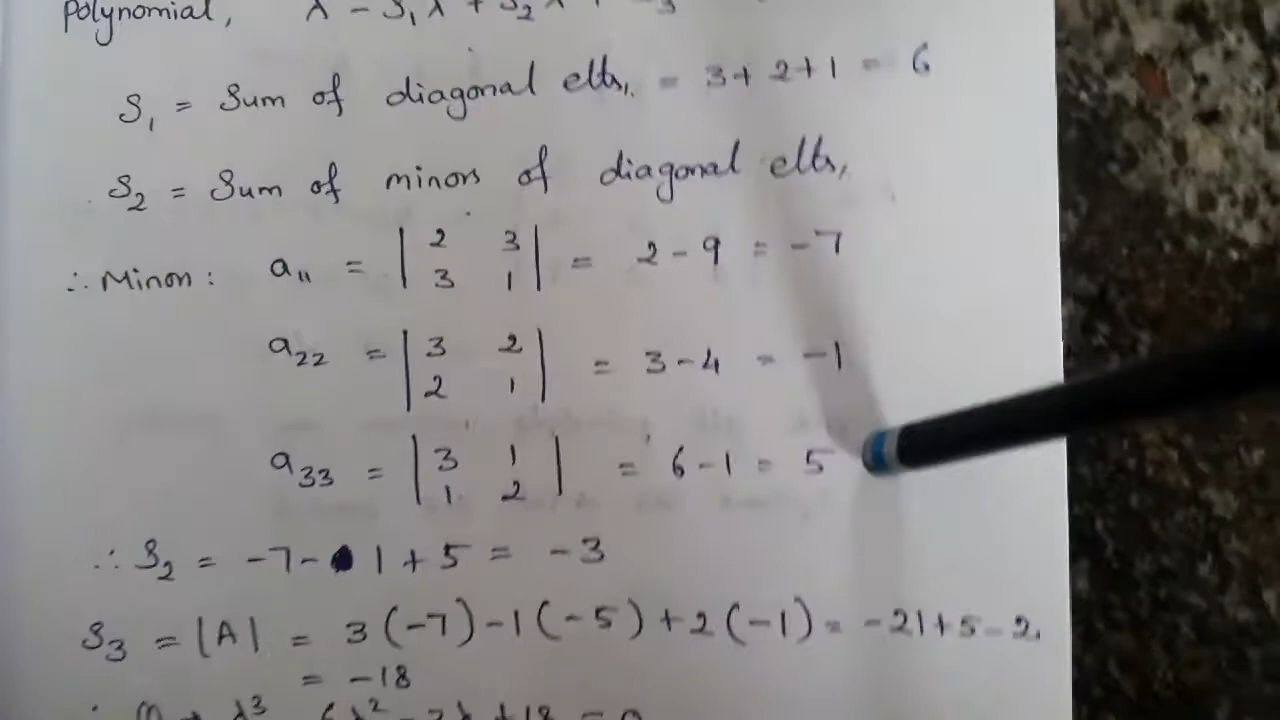 Polynomial,
S₁ = Sum of diagonal elts, = 3+2+1 = 6
S₂ = Sum of minors of diagonal elts,
∴ Minor: a₁₁ = |2 3; 3 1| = 2-9 = -7
a₂₂ = |3 2; 2 1| = 3-4 = -1
a₃₃ = |3 1; 1 2| = 6-1 = 5
∴ S₂ = -7-1+5 = -3
S₃ = |A| = 3(-7)-1(-5)+2(-1) = -21+5-2.
= -18